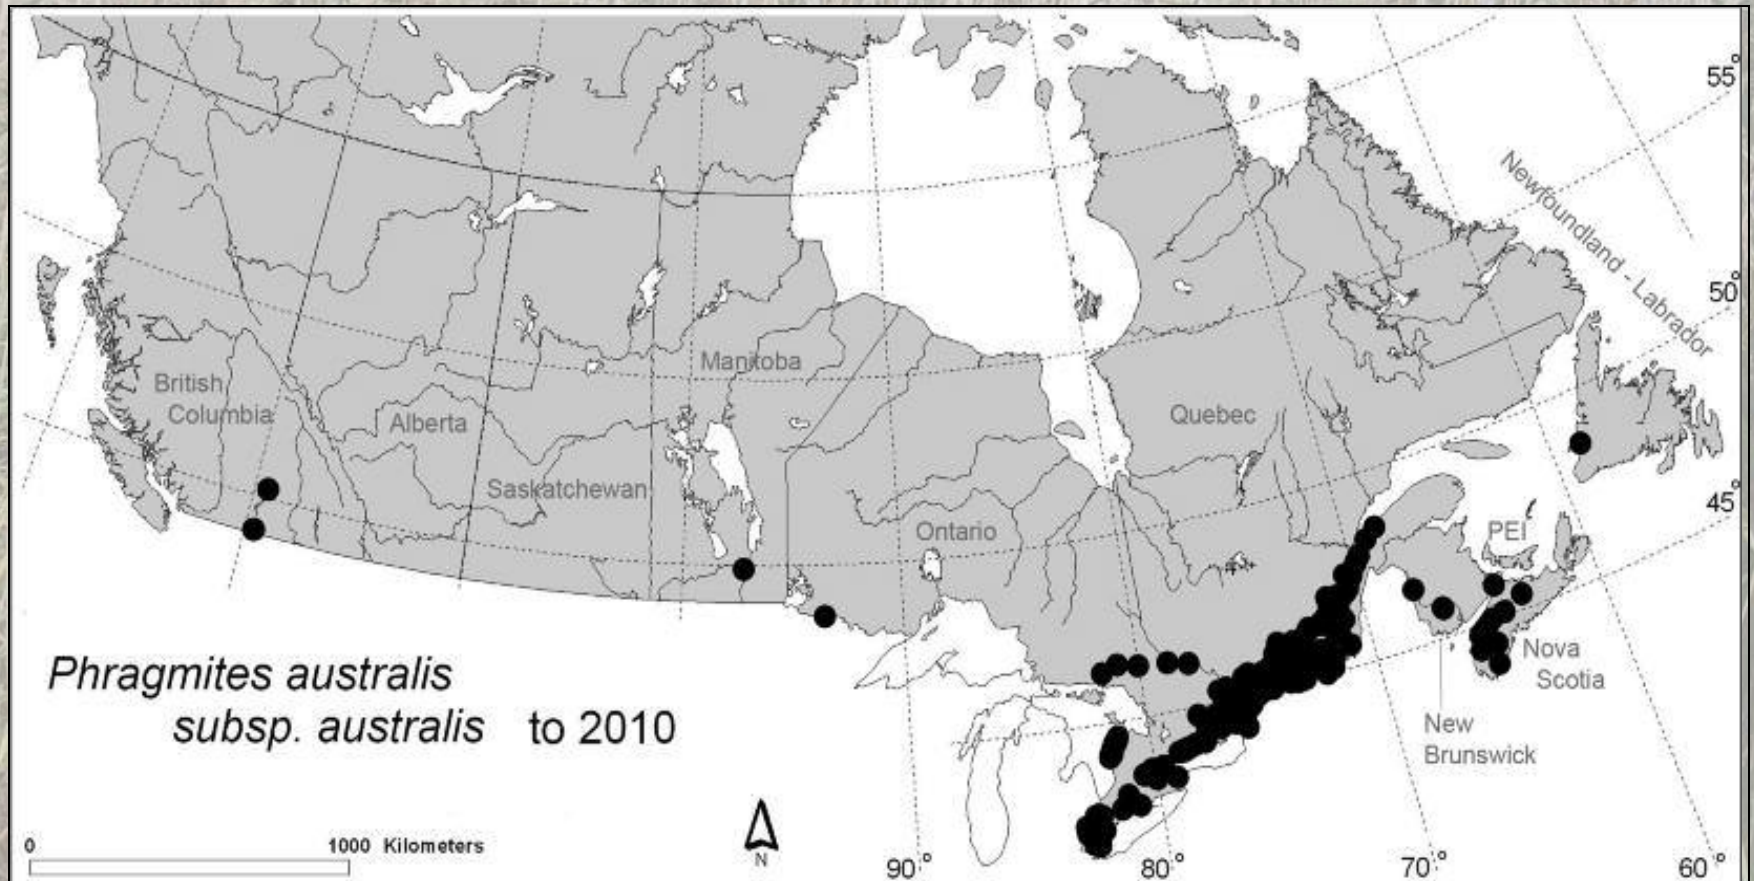 55°
Newfoundland - Labrador
50°
Manitoba
British
Columbia
Alberta
Quebec
Saskatchewan
45°
Ontario
PEI
Nova
Scotia
Phragmites australis
subsp. australis to 2010
New
Brunswick
0 1000 Kilometers
N
90°
80°
70°
60°